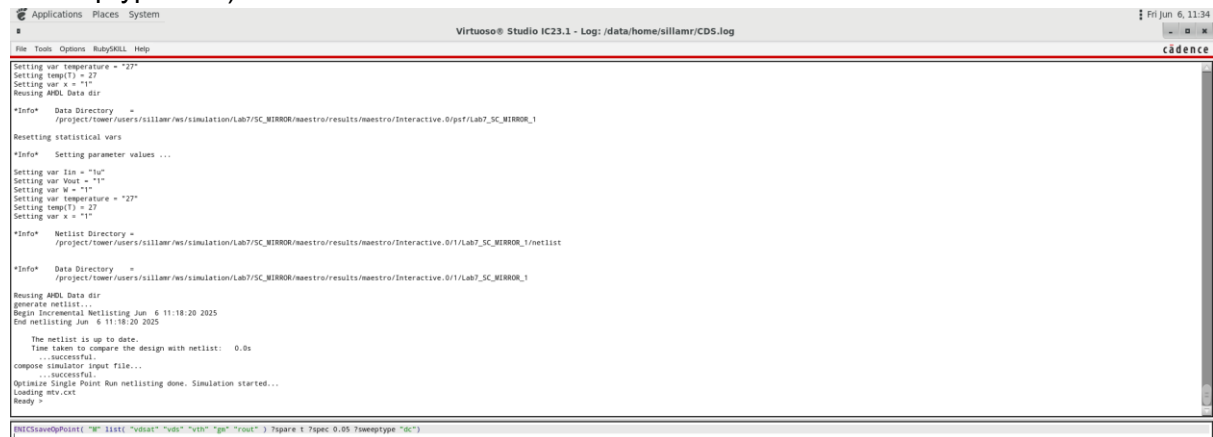 Applications Places System
Fri Jun 6, 11:34
Virtuoso® Studio IC23.1 - Log: /data/home/sillamr/CDS.log
File Tools Options RubySKILL Help
cādence
Setting var temperature = "27"
Setting temp(T) = 27
Setting var x = "1"
Reusing AHDL Data dir
*Info* Data Directory =
/project/tower/users/sillamr/ws/simulation/Lab7/SC_MIRROR/maestro/results/maestro/Interactive.0/psf/Lab7_SC_MIRROR_1
Resetting statistical vars
*Info* Setting parameter values ...
Setting var Iin = "1u"
Setting var Vout = "1"
Setting var W = "1"
Setting var temperature = "27"
Setting temp(T) = 27
Setting var x = "1"
*Info* Netlist Directory =
/project/tower/users/sillamr/ws/simulation/Lab7/SC_MIRROR/maestro/results/maestro/Interactive.0/1/Lab7_SC_MIRROR_1/netlist
*Info* Data Directory =
/project/tower/users/sillamr/ws/simulation/Lab7/SC_MIRROR/maestro/results/maestro/Interactive.0/1/Lab7_SC_MIRROR_1
Reusing AHDL Data dir
generate netlist...
Begin Incremental Netlisting Jun 6 11:18:20 2025
End netlisting Jun 6 11:18:20 2025
The netlist is up to date.
Time taken to compare the design with netlist: 0.0s
...successful.
compose simulator input file...
...successful.
Optimize Single Point Run netlisting done. Simulation started...
Loading mtv.cxt
Ready >
ENICSsaveOpPoint( "M" list( "vdsat" "vds" "vth" "gm" "rout" ) ?spare t ?spec 0.05 ?sweeptype "dc")